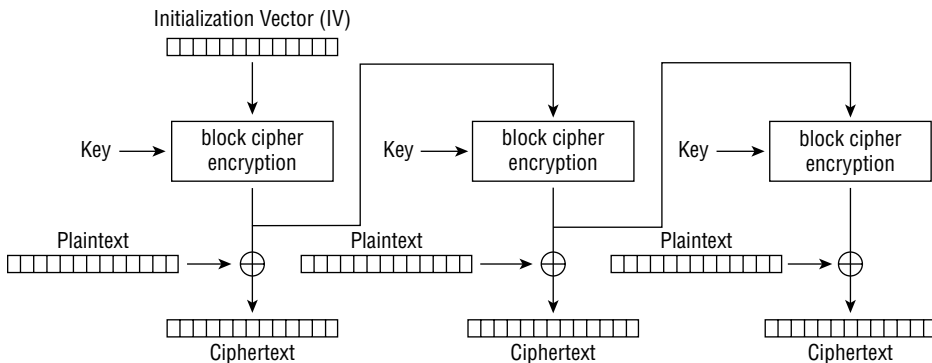 Initialization Vector (IV)
Key
block cipher
encryption
Key
block cipher
encryption
Key
block cipher
encryption
Plaintext
Plaintext
Plaintext
Ciphertext
Ciphertext
Ciphertext